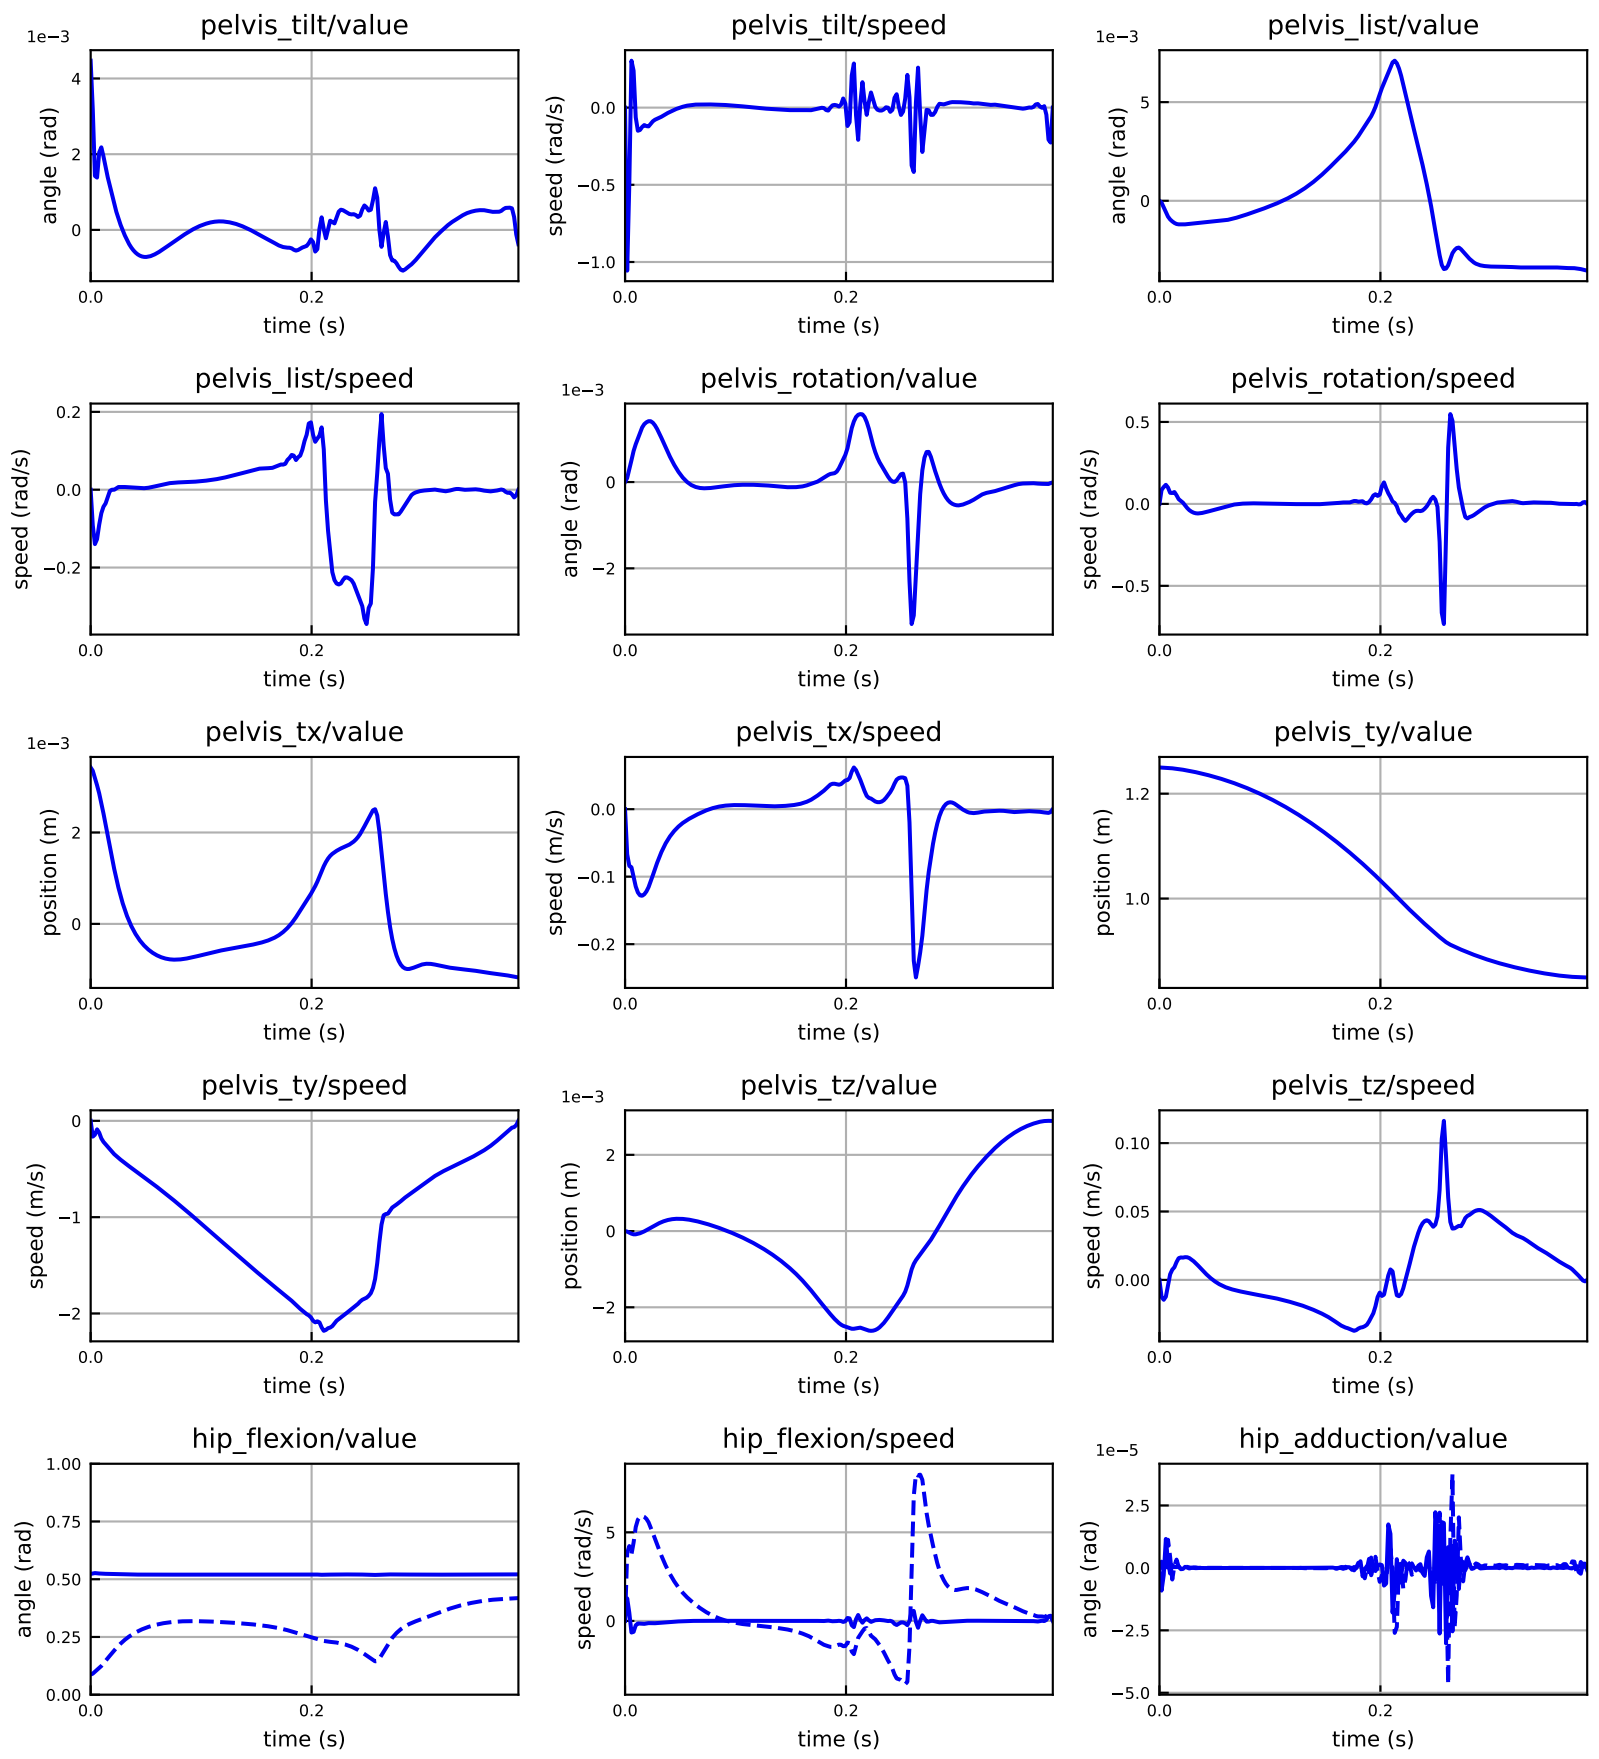 pelvis_tilt/value
1e−3
angle (rad)
4
2
0
0.0
0.2
time (s)
pelvis_tilt/speed
speed (rad/s)
0.0
−0.5
−1.0
0.0
0.2
time (s)
pelvis_list/value
1e−3
angle (rad)
5
0
0.0
0.2
time (s)
pelvis_list/speed
speed (rad/s)
0.2
0.0
−0.2
0.0
0.2
time (s)
pelvis_rotation/value
1e−3
angle (rad)
0
−2
0.0
0.2
time (s)
pelvis_rotation/speed
speed (rad/s)
0.5
0.0
−0.5
0.0
0.2
time (s)
pelvis_tx/value
1e−3
position (m)
2
0
0.0
0.2
time (s)
pelvis_tx/speed
speed (m/s)
0.0
−0.1
−0.2
0.0
0.2
time (s)
pelvis_ty/value
position (m)
1.2
1.0
0.0
0.2
time (s)
pelvis_ty/speed
speed (m/s)
0
−1
−2
0.0
0.2
time (s)
pelvis_tz/value
1e−3
position (m)
2
0
−2
0.0
0.2
time (s)
pelvis_tz/speed
speed (m/s)
0.10
0.05
0.00
0.0
0.2
time (s)
hip_flexion/value
angle (rad)
1.00
0.75
0.50
0.25
0.00
0.0
0.2
time (s)
hip_flexion/speed
speed (rad/s)
5
0
0.0
0.2
time (s)
hip_adduction/value
1e−5
angle (rad)
2.5
0.0
−2.5
−5.0
0.0
0.2
time (s)